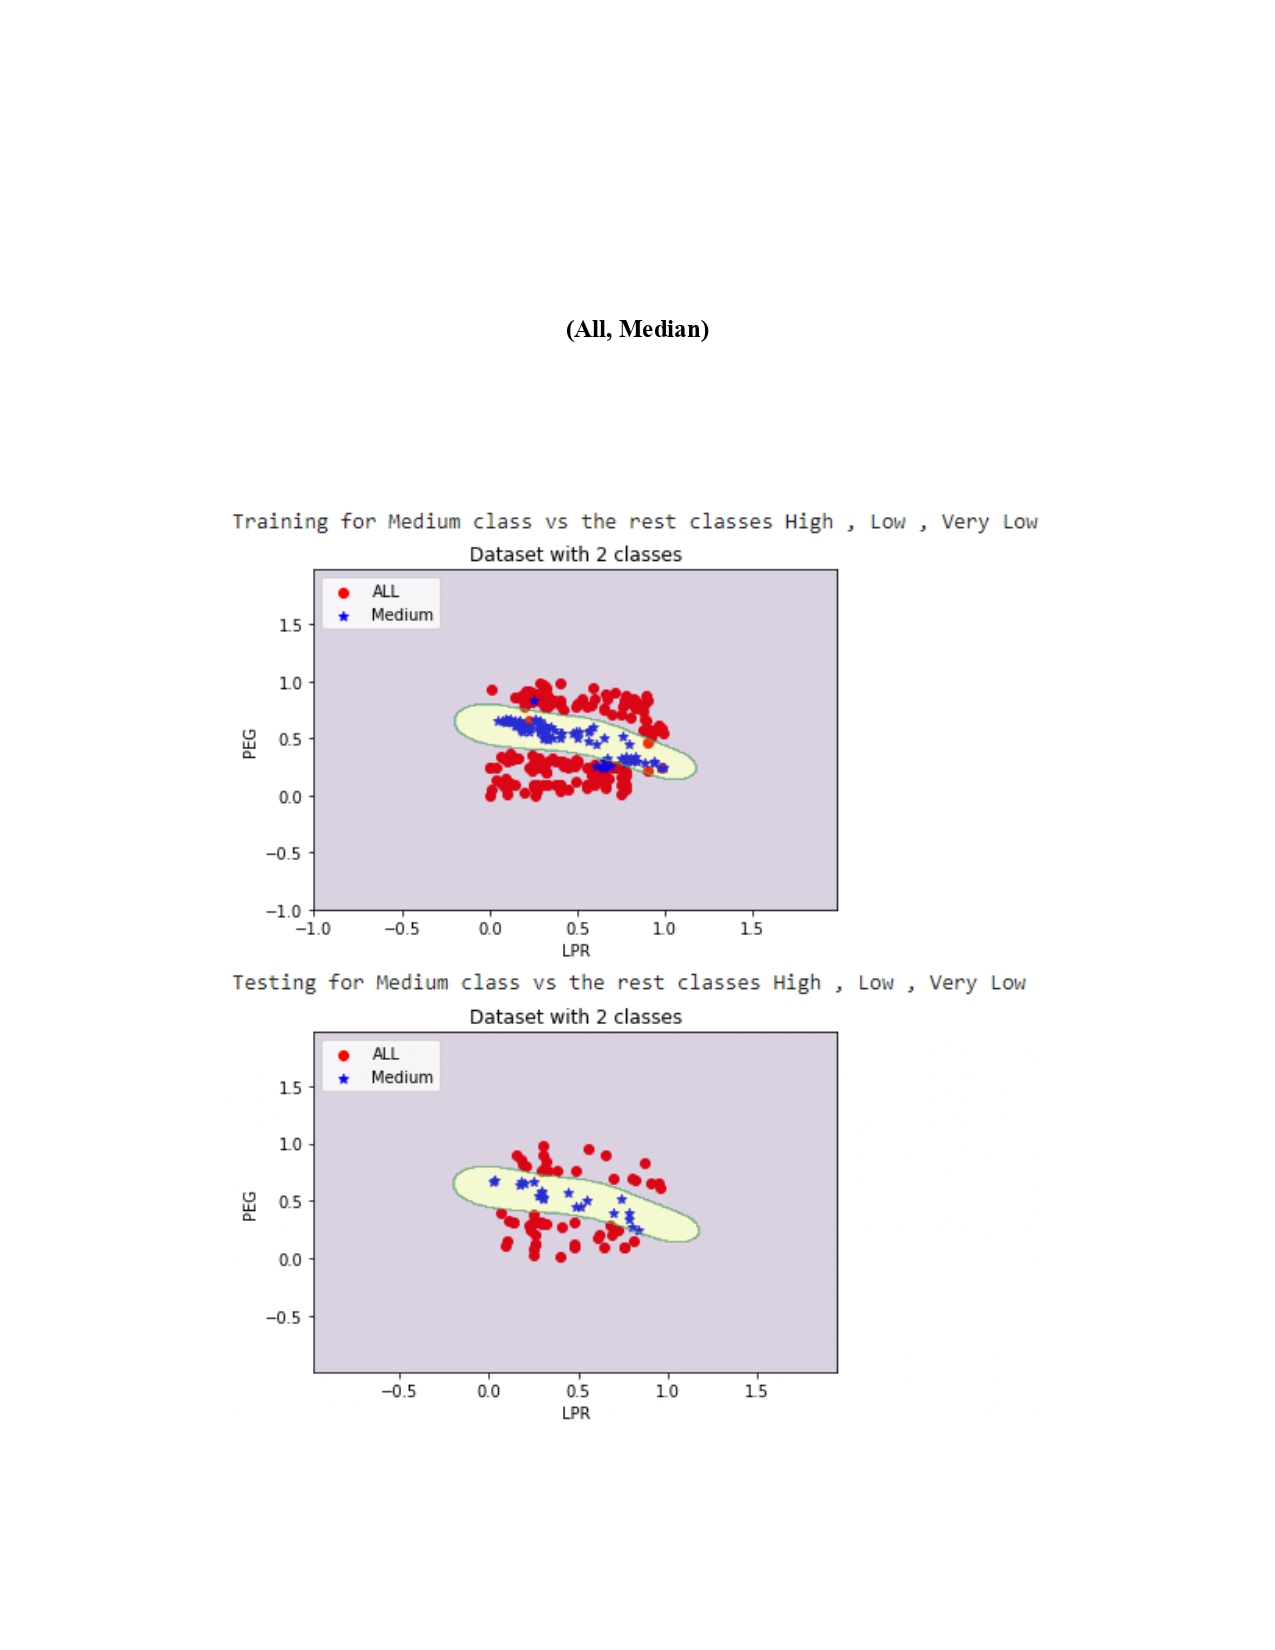 (All, Median)
Training for Medium class vs the rest classes High , Low , Very Low
Dataset with 2 classes
ALL
Medium
1.5
1.0
0.5
0.0
−0.5
−1.0
PEG
−1.0 −0.5 0.0 0.5 1.0 1.5
LPR
Testing for Medium class vs the rest classes High , Low , Very Low
Dataset with 2 classes
ALL
Medium
1.5
1.0
0.5
0.0
−0.5
PEG
−0.5 0.0 0.5 1.0 1.5
LPR